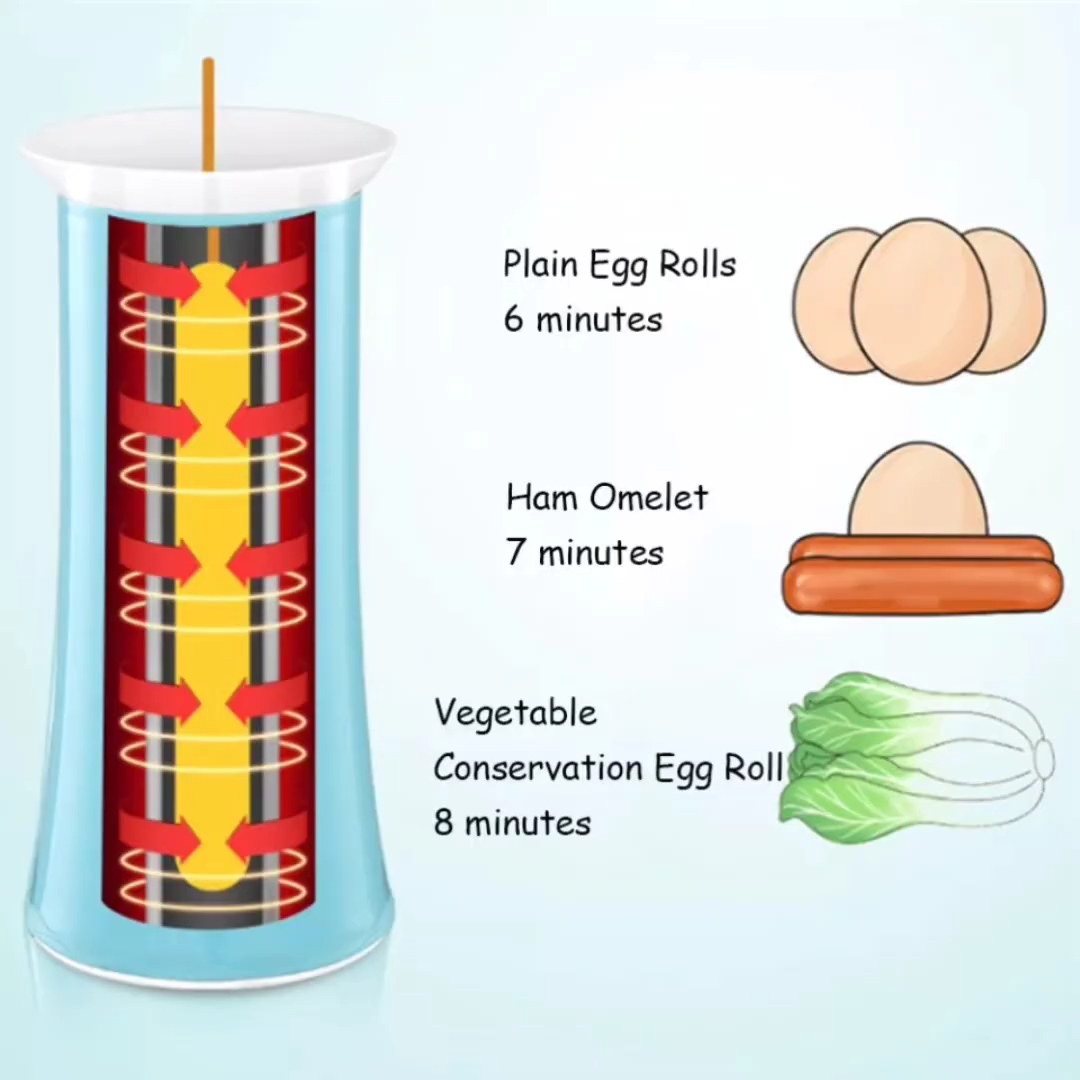 Plain Egg Rolls
6 minutes
Ham Omelet
7 minutes
Vegetable
Conservation Egg Roll
8 minutes